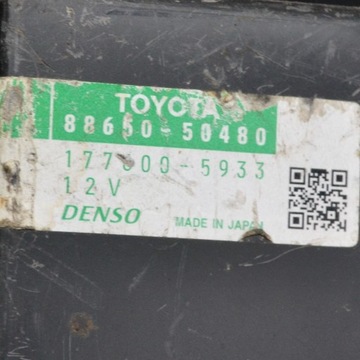 TOYOTA
88650-50480
177300-5933
12V
DENSO
MADE IN JAPAN